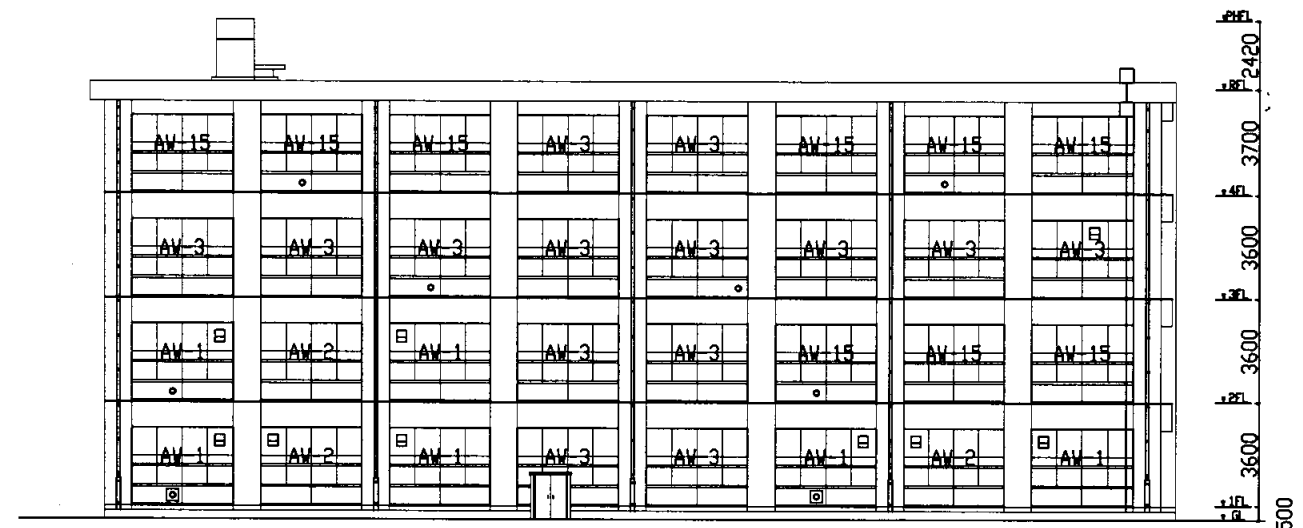 ▼PHFL
2420
▼RFL
AW-15 AW-15 AW-15 AW-3 AW-3 AW-15 AW-15 AW-15
3700
▼4FL
AW-3 AW-3 AW-3 AW-3 AW-3 AW-3 AW-3 AW-3
3600
▼3FL
AW-1 AW-2 AW-1 AW-3 AW-3 AW-15 AW-15 AW-15
3600
▼2FL
AW-1 AW-2 AW-1 AW-3 AW-3 AW-1 AW-2 AW-1
3600
▼1FL
▼GL
500